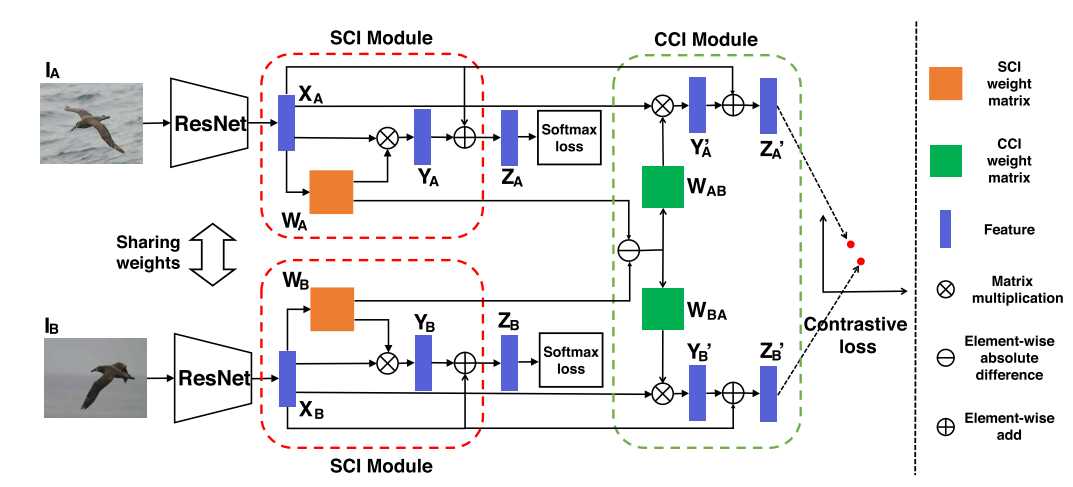 SCI Module
CCI Module
I_A
X_A
ResNet
Y_A
Z_A
Softmax
loss
W_A
Y_A'
Z_A'
W_AB
Sharing
weights
W_B
I_B
ResNet
X_B
Y_B
Z_B
Softmax
loss
W_BA
Y_B'
Z_B'
Contrastive
loss
SCI Module
SCI
weight
matrix
CCI
weight
matrix
Feature
Matrix
multiplication
Element-wise
absolute
difference
Element-wise
add